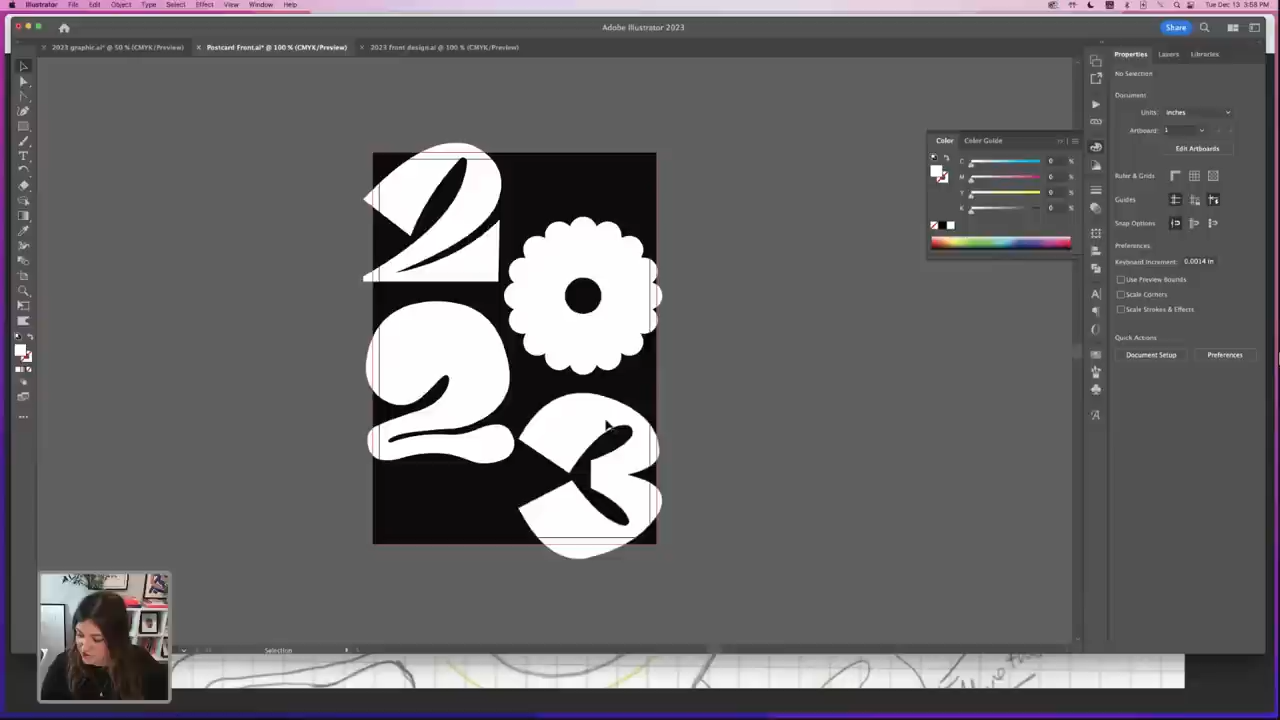 Illustrator File Edit Object Type Select Effect View Window Help
Tue Dec 13 3:58 PM
Adobe Illustrator 2023
Share
2023 graphic.ai* @ 50 % (CMYK/Preview)
Postcard Front.ai* @ 100 % (CMYK/Preview)
2023 front design.ai @ 100 % (CMYK/Preview)
Properties Layers Libraries
No Selection
Document
Units: Inches
Artboard: 1
Edit Artboards
Ruler & Grids
Guides
Snap Options
Preferences
Keyboard Increment: 0.0014 in
Use Preview Bounds
Scale Corners
Scale Strokes & Effects
Quick Actions
Document Setup Preferences
Color Color Guide
C 0 %
M 0 %
Y 0 %
K 0 %
2 0
2 3
Selection